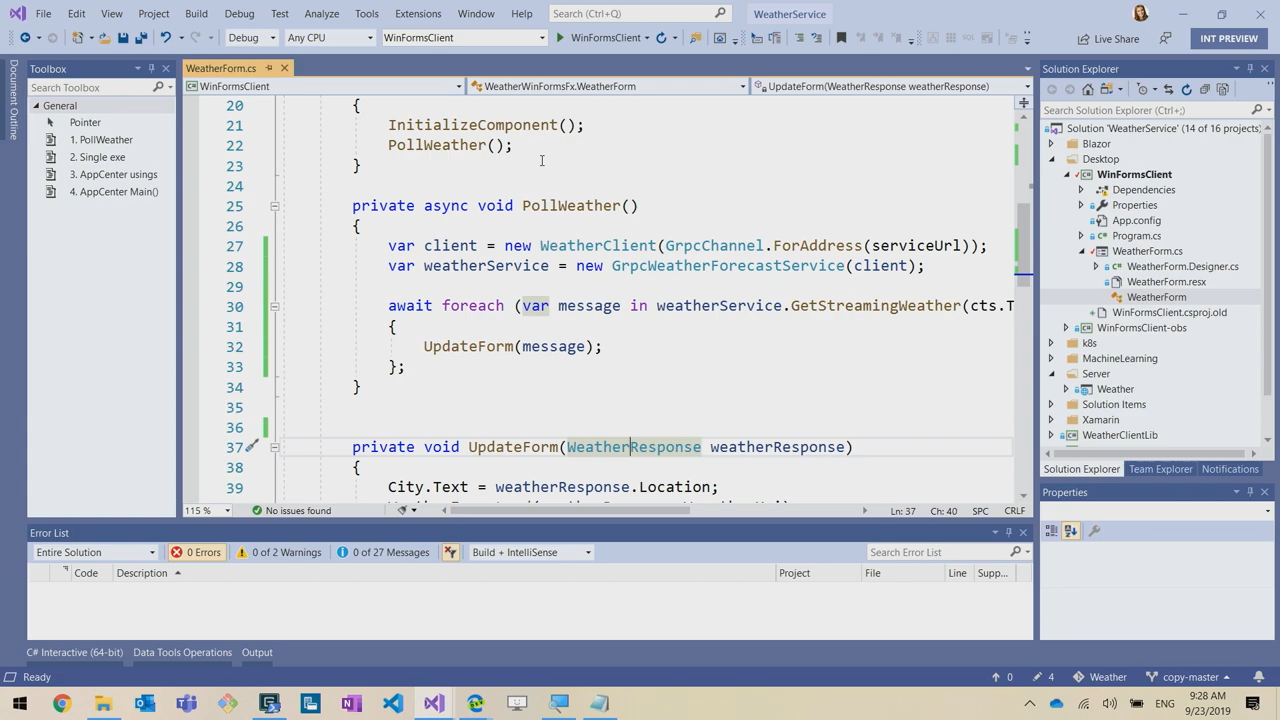 File Edit View Project Build Debug Test Analyze Tools Extensions Window Help Search (Ctrl+Q) WeatherService
Debug Any CPU WinFormsClient WinFormsClient Live Share INT PREVIEW
Document Outline
Toolbox
Search Toolbox
General
Pointer
1. PollWeather
2. Single exe
3. AppCenter usings
4. AppCenter Main()
WeatherForm.cs
WinFormsClient WeatherWinFormsFx.WeatherForm UpdateForm(WeatherResponse weatherResponse)
20 {
21 InitializeComponent();
22 PollWeather();
23 }
24
25 private async void PollWeather()
26 {
27 var client = new WeatherClient(GrpcChannel.ForAddress(serviceUrl));
28 var weatherService = new GrpcWeatherForecastService(client);
29
30 await foreach (var message in weatherService.GetStreamingWeather(cts.T
31 {
32 UpdateForm(message);
33 };
34 }
35
36
37 private void UpdateForm(WeatherResponse weatherResponse)
38 {
39 City.Text = weatherResponse.Location;
115 % No issues found Ln: 37 Ch: 40 SPC CRLF
Solution Explorer
Search Solution Explorer (Ctrl+;)
Solution 'WeatherService' (14 of 16 projects)
Blazor
Desktop
WinFormsClient
Dependencies
Properties
App.config
Program.cs
WeatherForm.cs
WeatherForm.Designer.cs
WeatherForm.resx
WeatherForm
WinFormsClient.csproj.old
WinFormsClient-obs
k8s
MachineLearning
Server
Weather
Solution Items
Xamarin
WeatherClientLib
Solution Explorer Team Explorer Notifications
Properties
Error List
Entire Solution 0 Errors 0 of 2 Warnings 0 of 27 Messages Build + IntelliSense Search Error List
Code Description Project File Line Supp...
C# Interactive (64-bit) Data Tools Operations Output
Ready 0 4 Weather copy-master
ENG 9:28 AM
9/23/2019